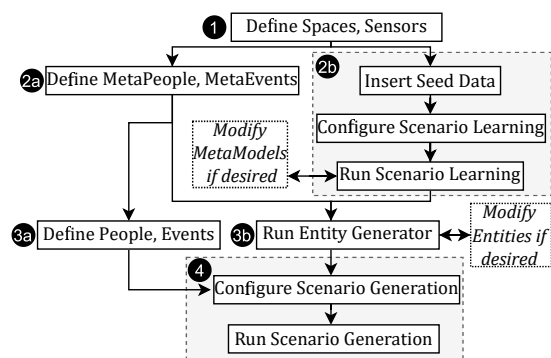 1 Define Spaces, Sensors
2a Define MetaPeople, MetaEvents
2b
Insert Seed Data
Configure Scenario Learning
Modify
MetaModels
if desired
Run Scenario Learning
3a Define People, Events
3b Run Entity Generator
Modify
Entities if
desired
4
Configure Scenario Generation
Run Scenario Generation